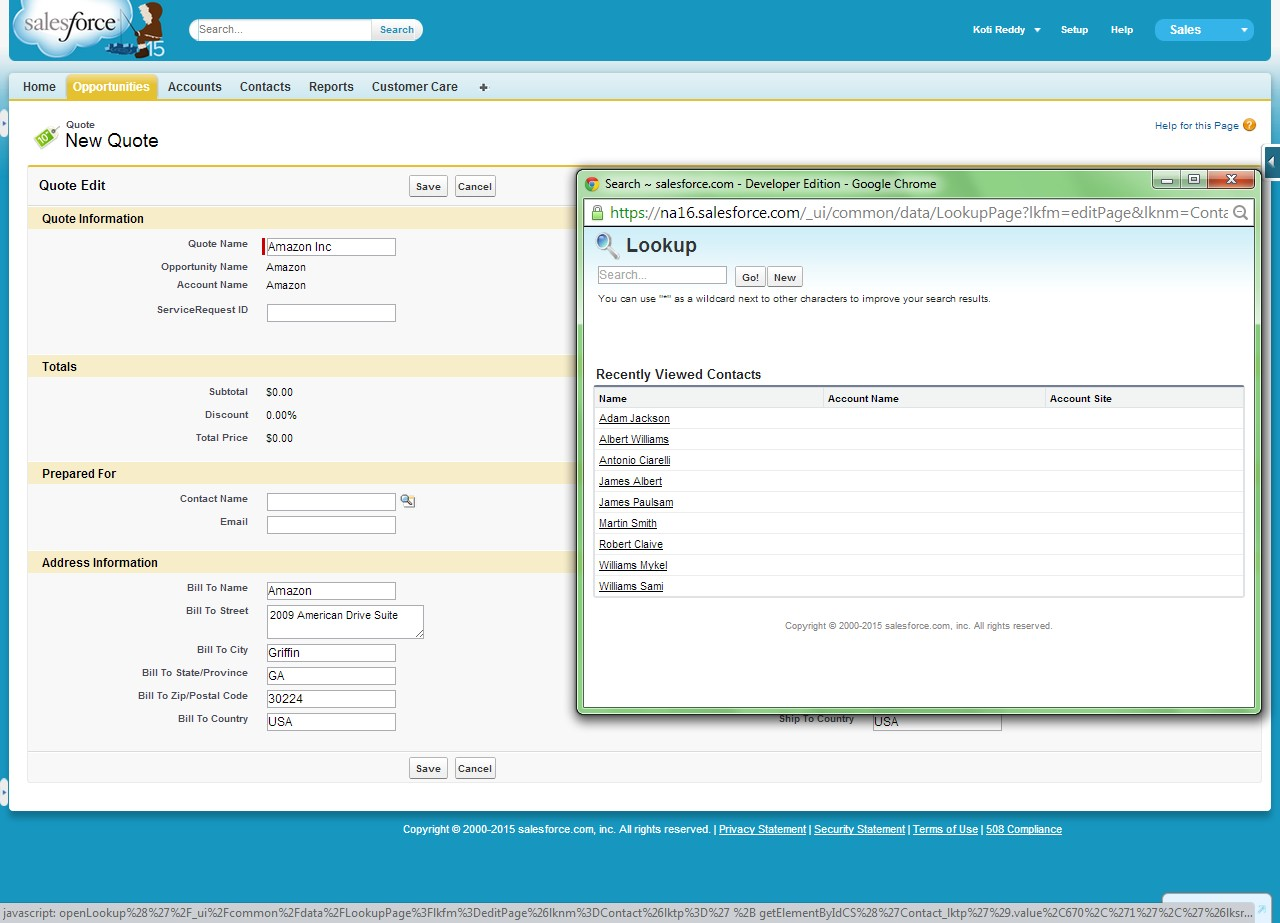 salesforce
15
Search...
Search
Koti Reddy
Setup
Help
Sales
Home
Opportunities
Accounts
Contacts
Reports
Customer Care
+
Quote
New Quote
Help for this Page ?
Quote Edit
Save
Cancel
Quote Information
Quote Name
Amazon Inc
Opportunity Name
Amazon
Account Name
Amazon
ServiceRequest ID
Totals
Subtotal
$0.00
Discount
0.00%
Total Price
$0.00
Prepared For
Contact Name
Email
Address Information
Bill To Name
Amazon
Bill To Street
2009 American Drive Suite
Bill To City
Griffin
Bill To State/Province
GA
Bill To Zip/Postal Code
30224
Bill To Country
USA
Ship To Country
USA
Save
Cancel
Search ~ salesforce.com - Developer Edition - Google Chrome
https://na16.salesforce.com/_ui/common/data/LookupPage?lkfm=editPage&lknm=Conta
Lookup
Search...
Go!
New
You can use "*" as a wildcard next to other characters to improve your search results.
Recently Viewed Contacts
Name
Account Name
Account Site
Adam Jackson
Albert Williams
Antonio Ciarelli
James Albert
James Paulsam
Martin Smith
Robert Claive
Williams Mykel
Williams Sami
Copyright © 2000-2015 salesforce.com, inc. All rights reserved.
Copyright © 2000-2015 salesforce.com, inc. All rights reserved. | Privacy Statement | Security Statement | Terms of Use | 508 Compliance
javascript: openLookup%28%27%2F_ui%2Fcommon%2Fdata%2FLookupPage%3Flkfm%3DeditPage%26lknm%3DContact%26lktp%3D%27 %2B getElementByIdCS%28%27Contact_lktp%27%29.value%2C670%2C%271%27%2C%27%26lksr...